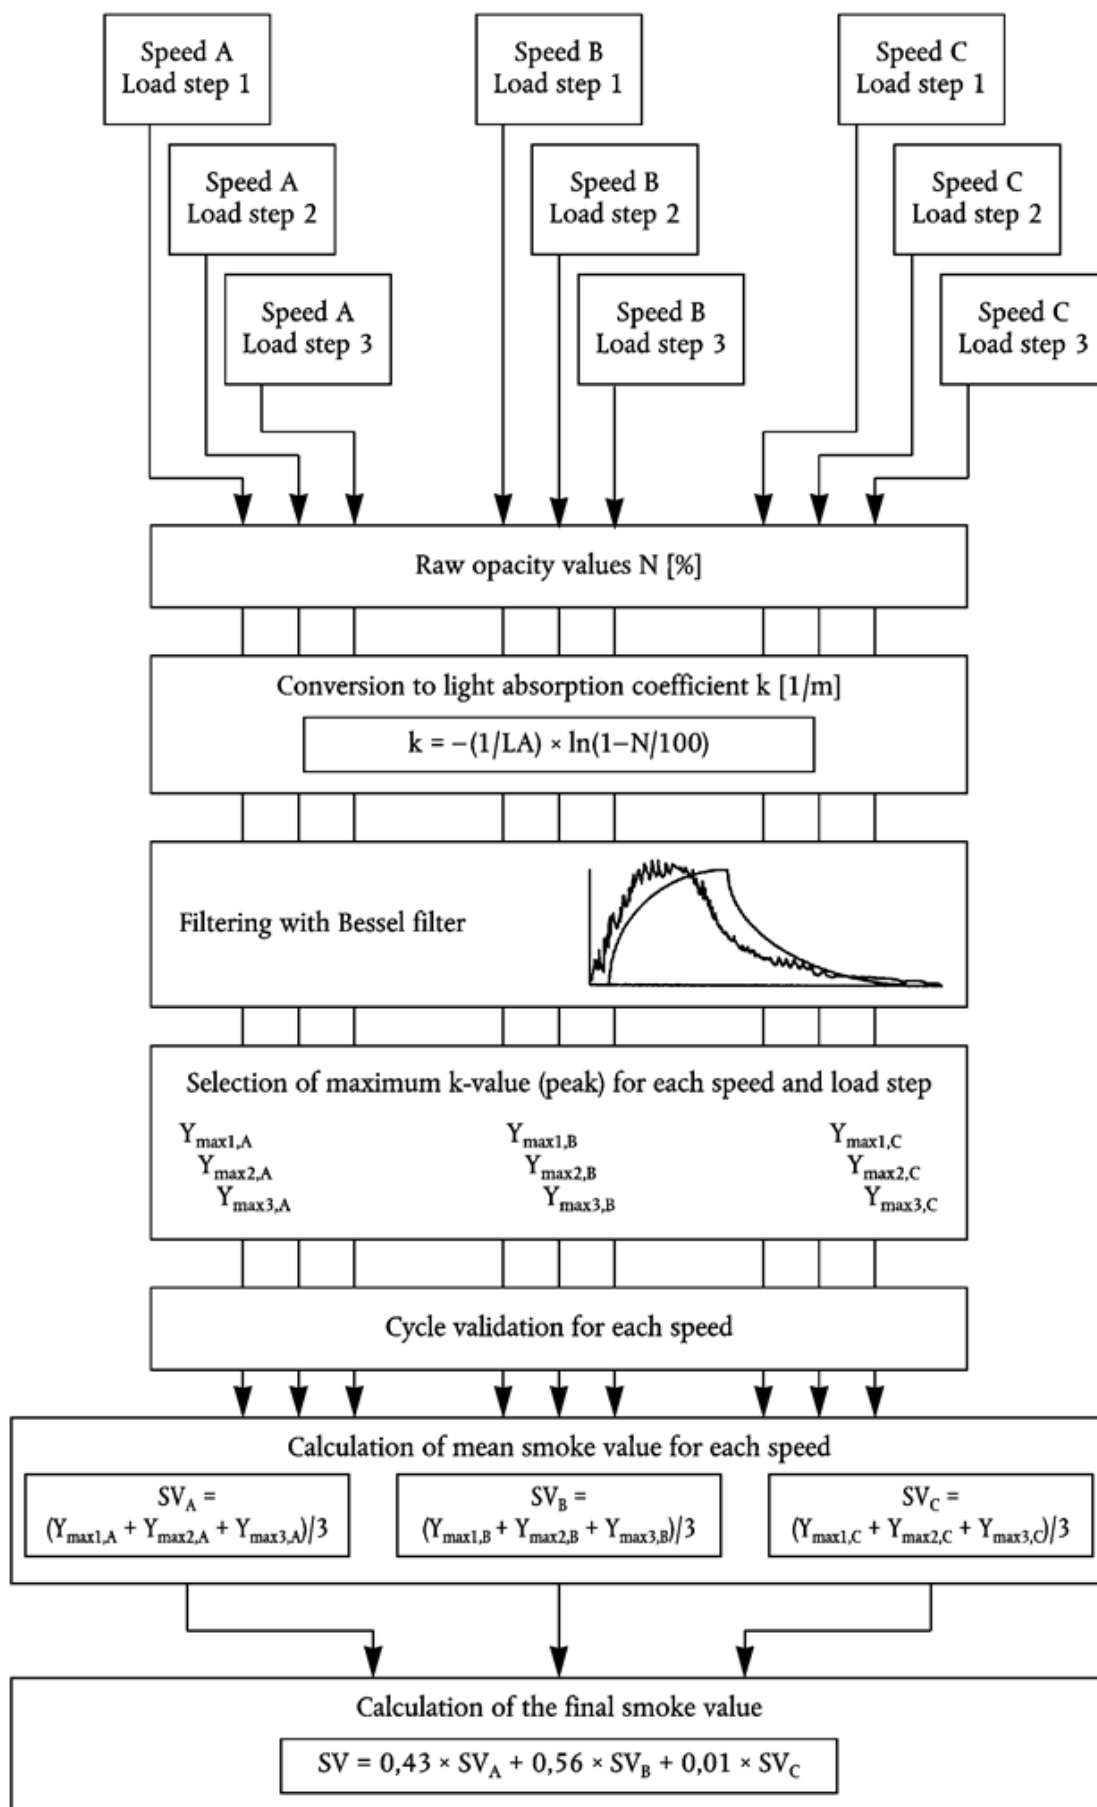 Speed A
Load step 1
Speed B
Load step 1
Speed C
Load step 1
Speed A
Load step 2
Speed B
Load step 2
Speed C
Load step 2
Speed A
Load step 3
Speed B
Load step 3
Speed C
Load step 3
Raw opacity values N [%]
Conversion to light absorption coefficient k [1/m]
k = −(1/LA) × ln(1−N/100)
Filtering with Bessel filter
Selection of maximum k-value (peak) for each speed and load step
Ymax1,A Ymax1,B Ymax1,C
Ymax2,A Ymax2,B Ymax2,C
Ymax3,A Ymax3,B Ymax3,C
Cycle validation for each speed
Calculation of mean smoke value for each speed
SVA =
(Ymax1,A + Ymax2,A + Ymax3,A)/3
SVB =
(Ymax1,B + Ymax2,B + Ymax3,B)/3
SVC =
(Ymax1,C + Ymax2,C + Ymax3,C)/3
Calculation of the final smoke value
SV = 0,43 × SVA + 0,56 × SVB + 0,01 × SVC